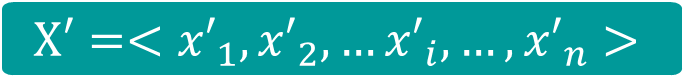 X′ =< x′₁, x′₂, ... x′ᵢ, ... , x′ₙ >